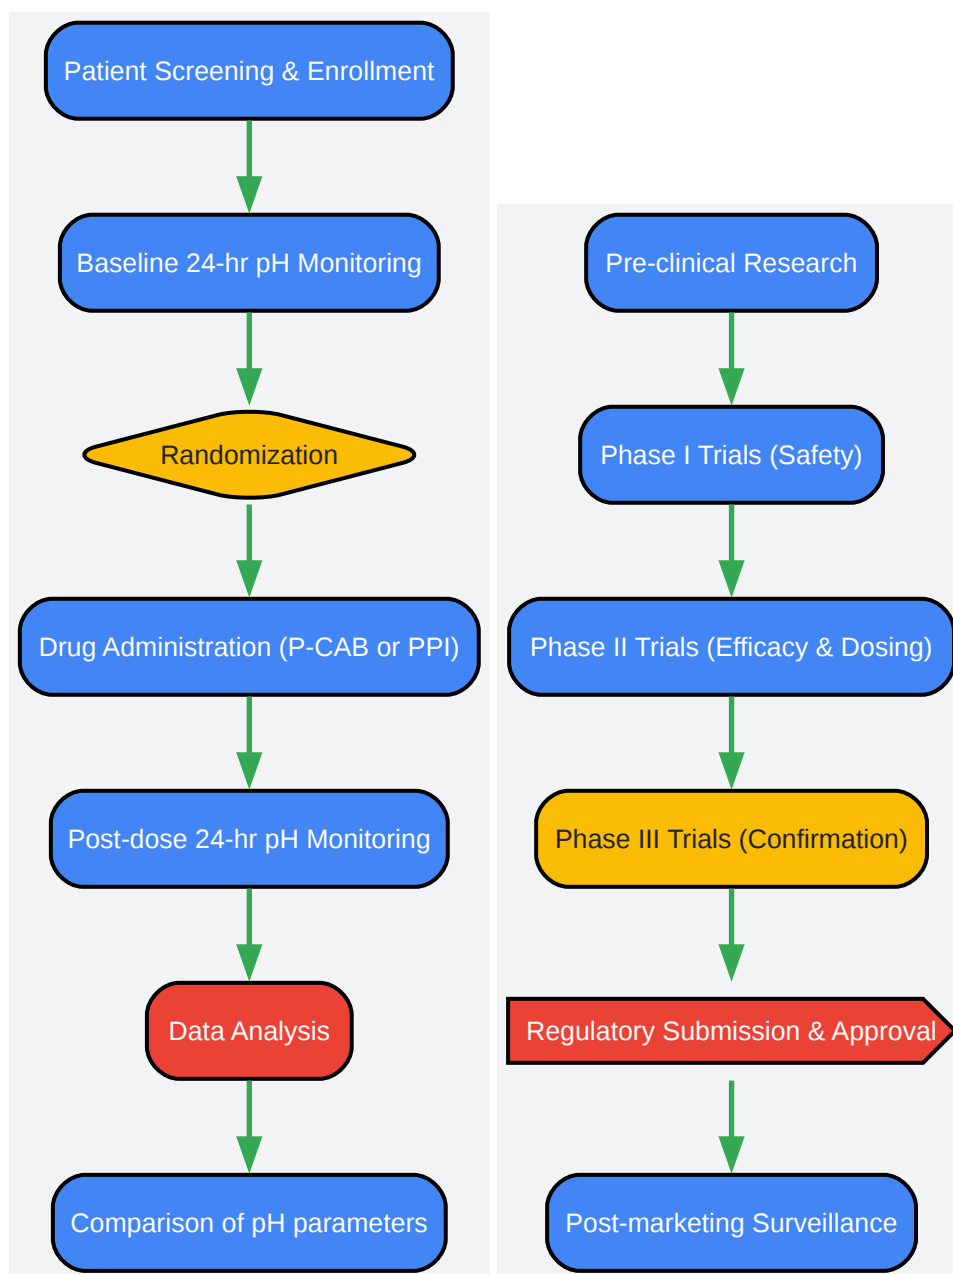 Patient Screening & Enrollment
Baseline 24-hr pH Monitoring
Randomization
Drug Administration (P-CAB or PPI)
Post-dose 24-hr pH Monitoring
Data Analysis
Comparison of pH parameters
Pre-clinical Research
Phase I Trials (Safety)
Phase II Trials (Efficacy & Dosing)
Phase III Trials (Confirmation)
Regulatory Submission & Approval
Post-marketing Surveillance